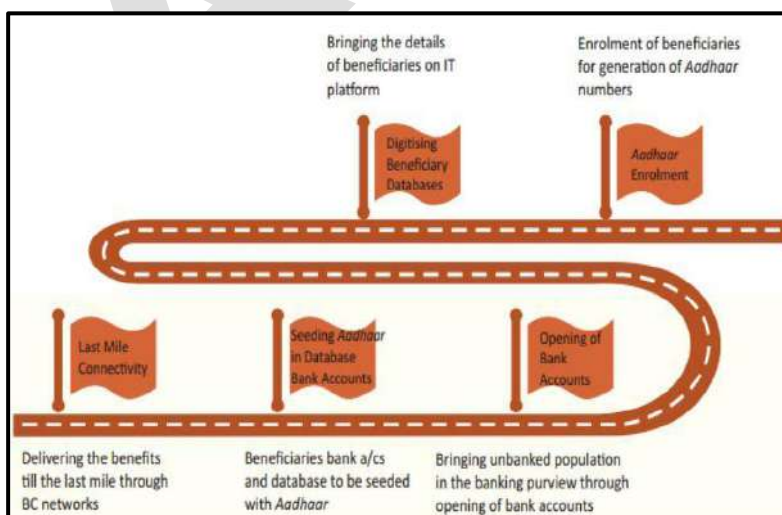 Bringing the details
of beneficiaries on IT
platform
Enrolment of beneficiaries
for generation of Aadhaar
numbers
Digitising
Beneficiary
Databases
Aadhaar
Enrolment
Last Mile
Connectivity
Seeding Aadhaar
in Database
Bank Accounts
Opening of
Bank
Accounts
Delivering the benefits
till the last mile through
BC networks
Beneficiaries bank a/cs
and database to be seeded
with Aadhaar
Bringing unbanked population
in the banking purview through
opening of bank accounts